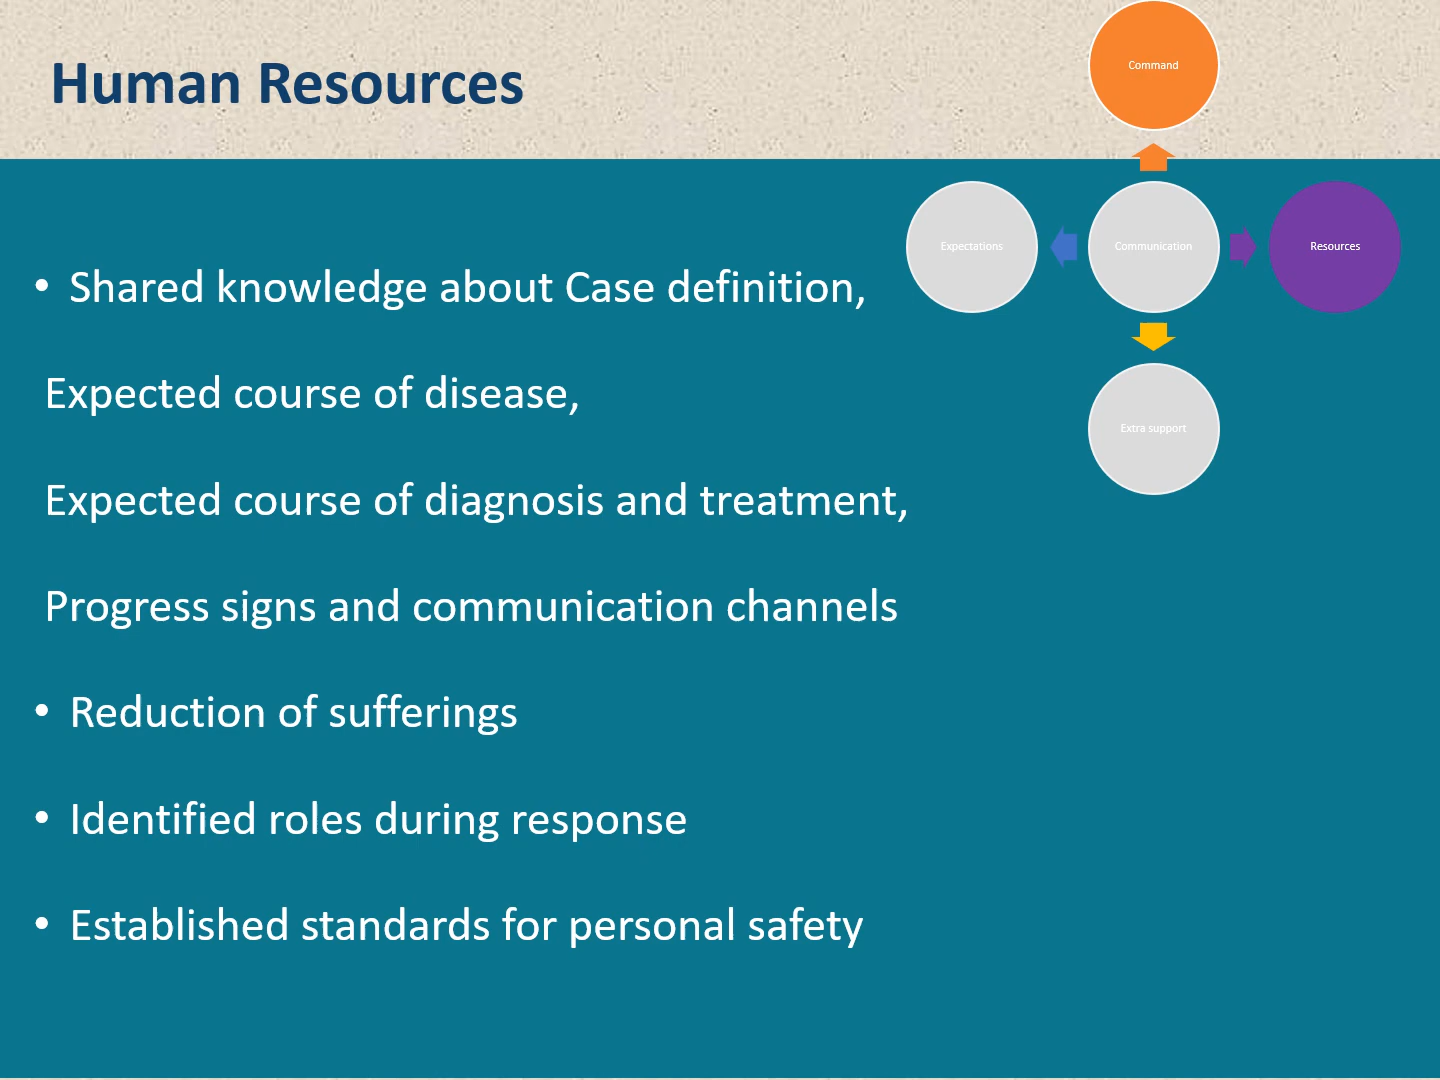 Human Resources
Command
Expectations
Communication
Resources
Extra support
• Shared knowledge about Case definition,
Expected course of disease,
Expected course of diagnosis and treatment,
Progress signs and communication channels
• Reduction of sufferings
• Identified roles during response
• Established standards for personal safety